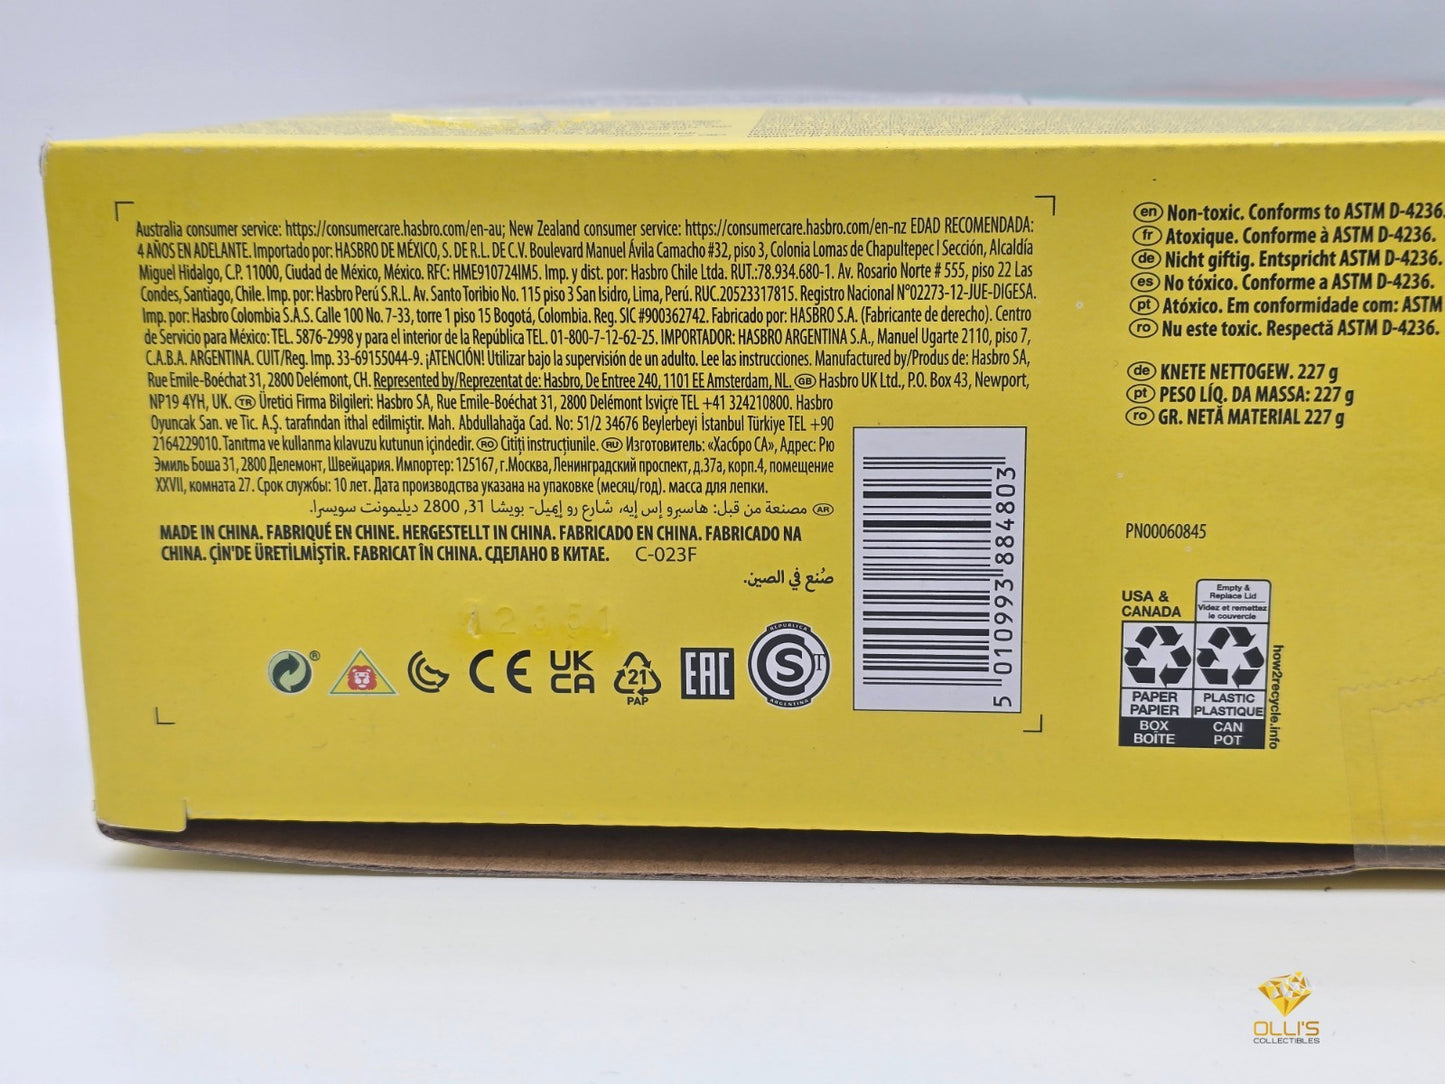 Australia consumer service: https://consumercare.hasbro.com/en-au; New Zealand consumer service: https://consumercare.hasbro.com/en-nz EDAD RECOMENDADA:
4 AÑOS EN ADELANTE. Importado por: HASBRO DE MÉXICO, S. DE R.L. DE C.V. Boulevard Manuel Ávila Camacho #32, piso 3, Colonia Lomas de Chapultepec I Sección, Alcaldía
Miguel Hidalgo, C.P. 11000, Ciudad de México, México. RFC: HME910724IM5. Imp. y dist. por: Hasbro Chile Ltda. RUT.:78.934.680-1. Av. Rosario Norte # 555, piso 22 Las
Condes, Santiago, Chile. Imp. por: Hasbro Perú S.R.L. Av. Santo Toribio No. 115 piso 3 San Isidro, Lima, Perú. RUC.20523317815. Registro Nacional N°02273-12-JUE-DIGESA.
Imp. por: Hasbro Colombia S.A.S. Calle 100 No. 7-33, torre 1 piso 15 Bogotá, Colombia. Reg. SIC #900362742. Fabricado por: HASBRO S.A. (Fabricante de derecho). Centro
de Servicio para México: TEL. 5876-2998 y para el interior de la República TEL. 01-800-7-12-62-25. IMPORTADOR: HASBRO ARGENTINA S.A., Manuel Ugarte 2110, piso 7,
C.A.B.A. ARGENTINA. CUIT/Reg. Imp. 33-69155044-9. ¡ATENCIÓN! Utilizar bajo la supervisión de un adulto. Lee las instrucciones. Manufactured by/Produs de: Hasbro SA,
Rue Emile-Boéchat 31, 2800 Delémont, CH. Represented by/Reprezentat de: Hasbro, De Entree 240, 1101 EE Amsterdam, NL. GB Hasbro UK Ltd., P.O. Box 43, Newport,
NP19 4YH, UK. TR Üretici Firma Bilgileri: Hasbro SA, Rue Emile-Boéchat 31, 2800 Delémont Isviçre TEL +41 324210800. Hasbro
Oyuncak San. ve Tic. A.Ş. tarafından ithal edilmiştir. Mah. Abdullahağa Cad. No: 51/2 34676 Beylerbeyi İstanbul Türkiye TEL +90
2164229010. Tanıtma ve kullanma kılavuzu kutunun içindedir. RO Citiţi instrucţiunile. RU Изготовитель: «Хасбро СА», Адрес: Рю
Эмиль Боша 31, 2800 Делемонт, Швейцария. Импортер: 125167, г.Москва, Ленинградский проспект, д.37а, корп.4, помещение
XXVII, комната 27. Срок службы: 10 лет. Дата производства указана на упаковке (месяц/год). масса для лепки.
AR مصنعة من قبل: هاسبرو إس إيه، شارع رو إيميل- بويشا 31, 2800 ديليمونت سويسرا.
MADE IN CHINA. FABRIQUÉ EN CHINE. HERGESTELLT IN CHINA. FABRICADO EN CHINA. FABRICADO NA
CHINA. ÇİN'DE ÜRETİLMİŞTİR. FABRICAT ÎN CHINA. СДЕЛАНО В КИТАЕ. C-023F
صُنع في الصين.
®
CE
UK
CA
21
PAP
EAC
REPUBLICA
CS T
ARGENTINA
5 010993 884803
en Non-toxic. Conforms to ASTM D-4236.
fr Atoxique. Conforme à ASTM D-4236.
de Nicht giftig. Entspricht ASTM D-4236.
es No tóxico. Conforme a ASTM D-4236.
pt Atóxico. Em conformidade com: ASTM
ro Nu este toxic. Respectă ASTM D-4236.
de KNETE NETTOGEW. 227 g
pt PESO LÍQ. DA MASSA: 227 g
ro GR. NETĂ MATERIAL 227 g
PN00060845
USA &
CANADA
Empty &
Replace Lid
Videz et remettez
le couvercle
PAPER
PAPIER
BOX
BOÎTE
PLASTIC
PLASTIQUE
CAN
POT
how2recycle.info
OLLI'S
COLLECTIBLES